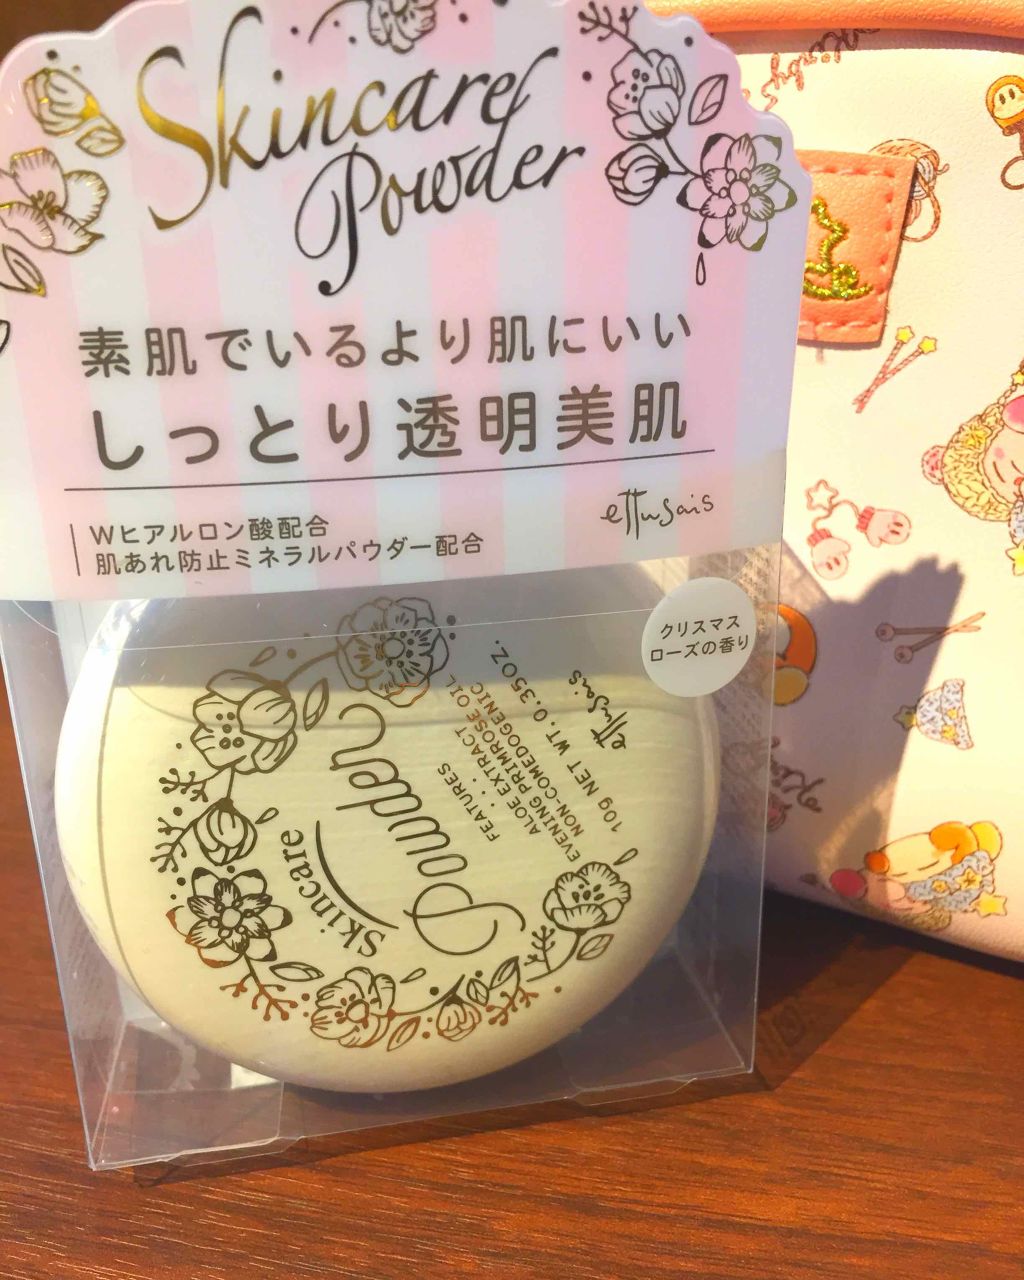 Skincare
Powder
素肌でいるより肌にいい
しっとり透明美肌
ettusais
Wヒアルロン酸配合
肌あれ防止ミネラルパウダー配合
クリスマス
ローズの香り
Skincare
Powder
FEATURES
ALOE EXTRACT
EVENING PRIMROSE OIL
NON-COMEDOGENIC
10g NET WT. 0.35OZ.
ettusais